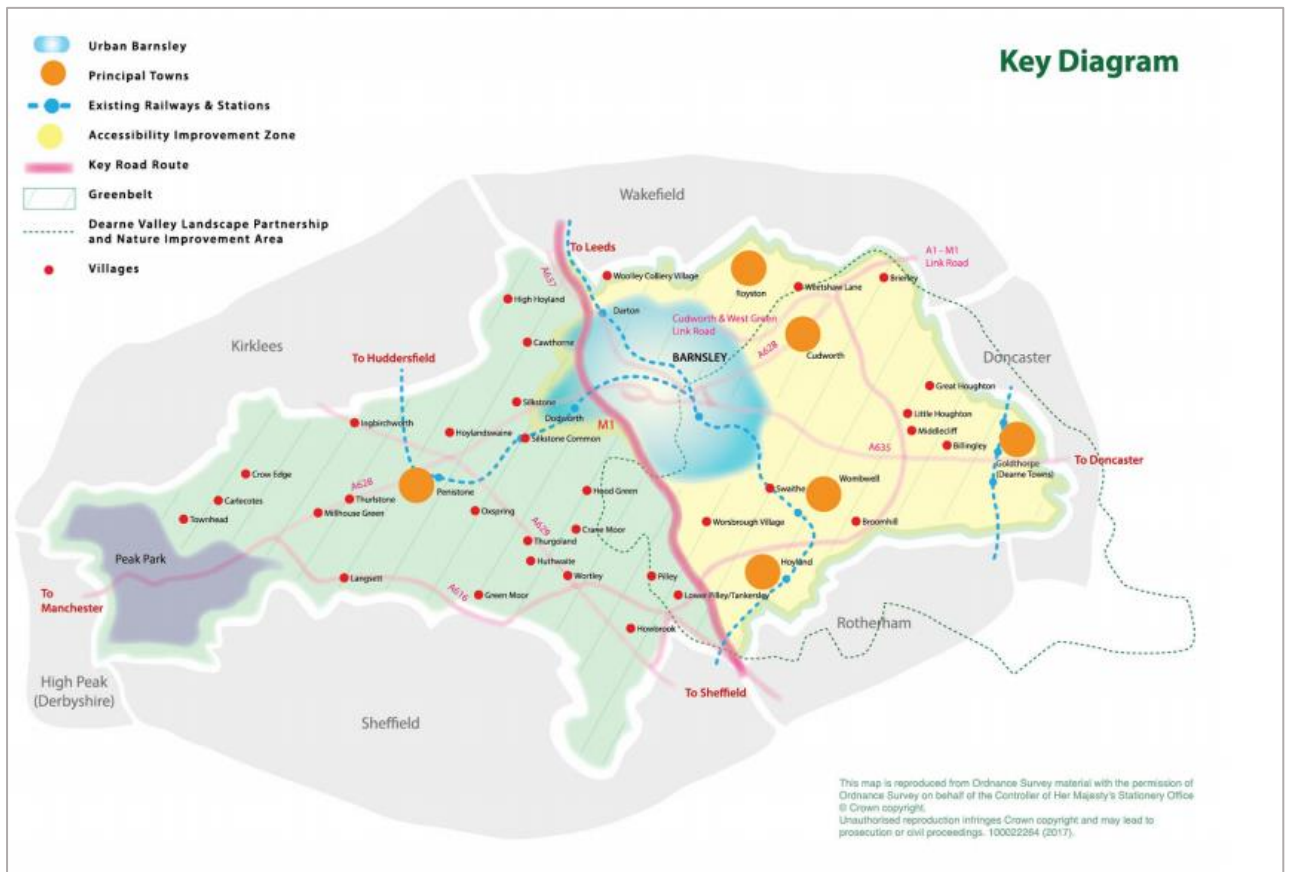 Key Diagram
Urban Barnsley
Principal Towns
Existing Railways & Stations
Accessibility Improvement Zone
Key Road Route
Greenbelt
Dearne Valley Landscape Partnership
and Nature Improvement Area
Villages
Wakefield
To Leeds
A637
A1 - M1
Link Road
Woolley Colliery Village
Royston
Wiletshaw Lane
Brierley
High Hoyland
Darton
Cudworth & West Green
Link Road
Kirklees
Cawthorne
BARNSLEY
A628
Cudworth
Doncaster
To Huddersfield
Great Houghton
Silkstone
Dodworth
Little Houghton
Ingbirchworth
Hoylandswaine
M1
Middlecliff
Silkstone Common
A635
Billingley
Goldthorpe
(Dearne Towns)
To Doncaster
Crow Edge
A628
Penistone
Hood Green
Swaithe
Wombwell
Carlecotes
Thurlstone
Townhead
Millhouse Green
Oxspring
A629
Crane Moor
Worsbrough Village
Broomhill
Thurgoland
Peak Park
Huthwaite
Hoyland
Langsett
Wortley
Pilley
To
Manchester
A616
Green Moor
Lower Pilley/Tankersley
Howbrook
Rotherham
High Peak
(Derbyshire)
To Sheffield
Sheffield
This map is reproduced from Ordnance Survey material with the permission of
Ordnance Survey on behalf of the Controller of Her Majesty's Stationery Office
© Crown copyright.
Unauthorised reproduction infringes Crown copyright and may lead to
prosecution or civil proceedings. 100022264 (2017).